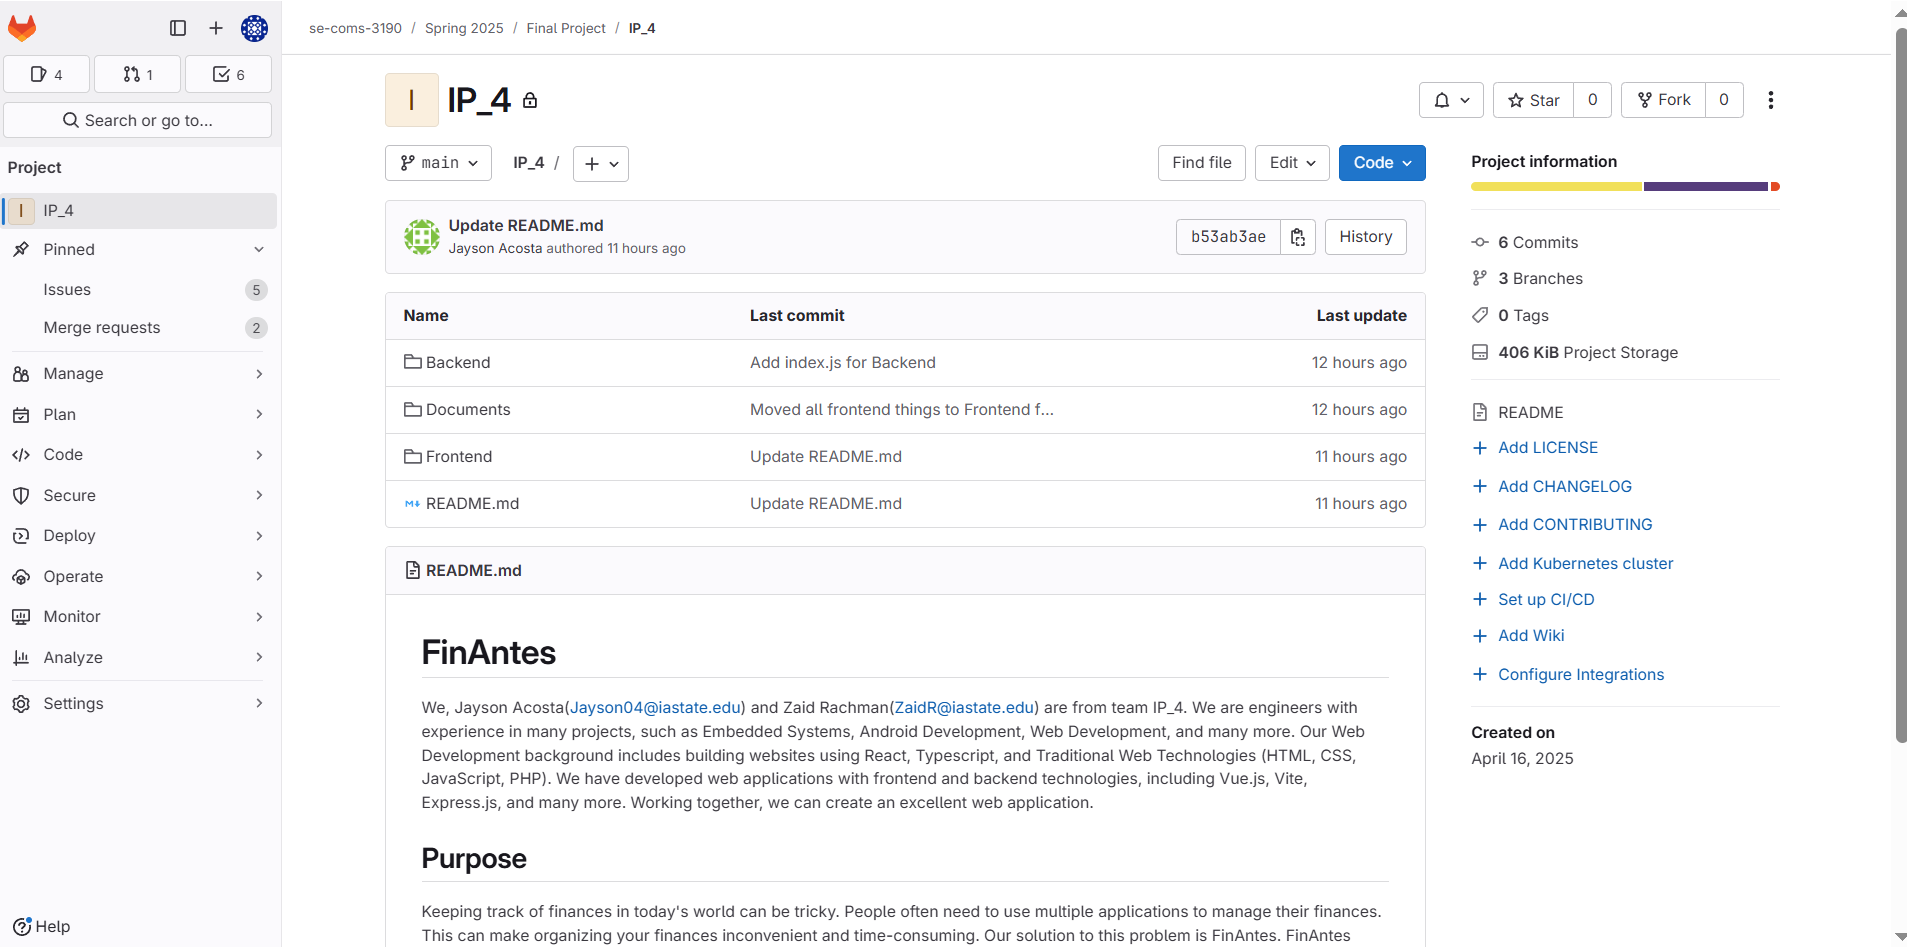 se-coms-3190 / Spring 2025 / Final Project / IP_4
4 1 6
Search or go to...
Project
I IP_4
Pinned
Issues 5
Merge requests 2
Manage
Plan
Code
Secure
Deploy
Operate
Monitor
Analyze
Settings
Help
I IP_4
Star 0 Fork 0
main IP_4 / Find file Edit Code
Update README.md
Jayson Acosta authored 11 hours ago
b53ab3ae History
Name Last commit Last update
Backend Add index.js for Backend 12 hours ago
Documents Moved all frontend things to Frontend f... 12 hours ago
Frontend Update README.md 11 hours ago
README.md Update README.md 11 hours ago
README.md
FinAntes
We, Jayson Acosta(Jayson04@iastate.edu) and Zaid Rachman(ZaidR@iastate.edu) are from team IP_4. We are engineers with
experience in many projects, such as Embedded Systems, Android Development, Web Development, and many more. Our Web
Development background includes building websites using React, Typescript, and Traditional Web Technologies (HTML, CSS,
JavaScript, PHP). We have developed web applications with frontend and backend technologies, including Vue.js, Vite,
Express.js, and many more. Working together, we can create an excellent web application.
Purpose
Keeping track of finances in today's world can be tricky. People often need to use multiple applications to manage their finances.
This can make organizing your finances inconvenient and time-consuming. Our solution to this problem is FinAntes. FinAntes
Project information
6 Commits
3 Branches
0 Tags
406 KiB Project Storage
README
Add LICENSE
Add CHANGELOG
Add CONTRIBUTING
Add Kubernetes cluster
Set up CI/CD
Add Wiki
Configure Integrations
Created on
April 16, 2025